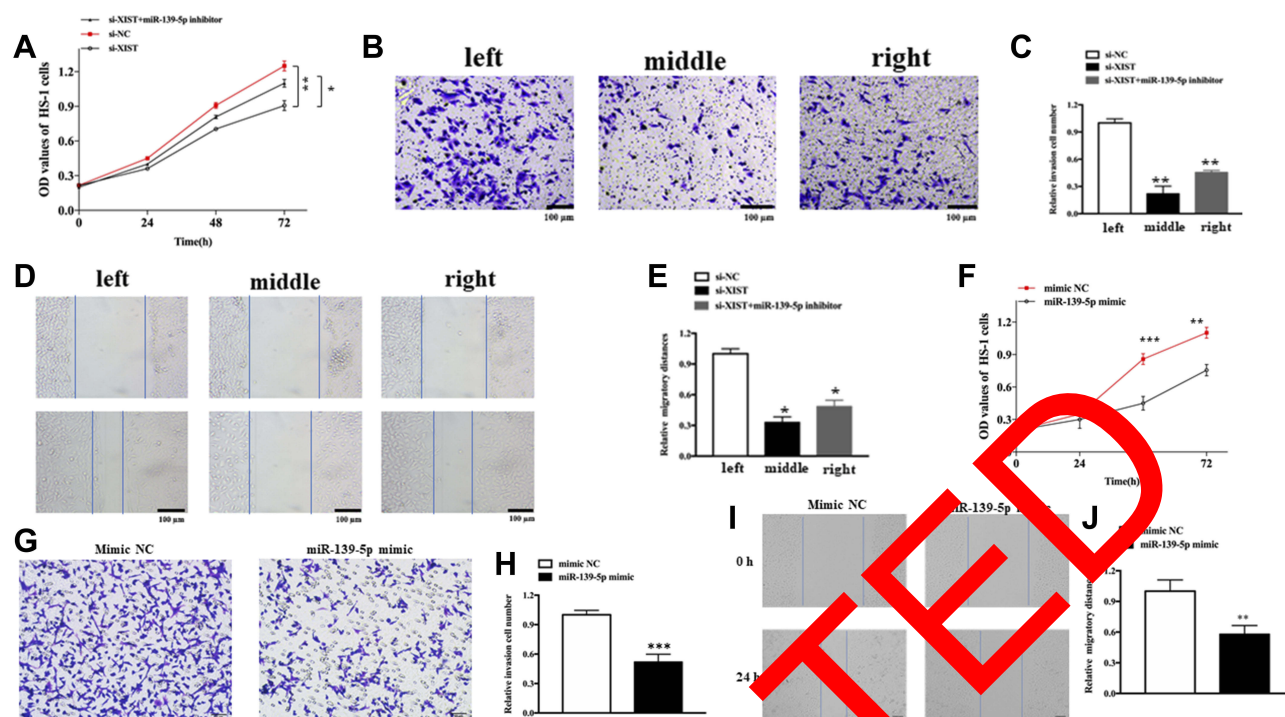 A
si-XIST+miR-139-5p inhibitor
si-NC
si-XIST
OD values of HS-1 cells
1.2
0.9
0.6
0.3
0.0
0 24 48 72
Time(h)
**
*
B
left middle right
100 µm 100 µm 100 µm
C
si-NC
si-XIST
si-XIST+miR-139-5p inhibitor
Relative invasion cell number
1.2
0.9
0.6
0.3
0.0
** **
left middle right
D
left middle right
100 µm 100 µm 100 µm
E
si-NC
si-XIST
si-XIST+miR-139-5p inhibitor
Relative migratory distances
1.2
0.9
0.6
0.3
0.0
* *
left middle right
F
mimic NC
miR-139-5p mimic
OD values of HS-1 cells
1.2
0.9
0.6
0.3
*** **
0 24 72
Time(h)
G
Mimic NC miR-139-5p mimic
H
mimic NC
miR-139-5p mimic
Relative invasion cell number
1.2
0.9
0.6
0.3
0.0
***
I
Mimic NC
0 h
24 h
J
mimic NC
miR-139-5p mimic
Relative migratory distances
1.2
0.9
0.6
0.3
0.0
**
TED